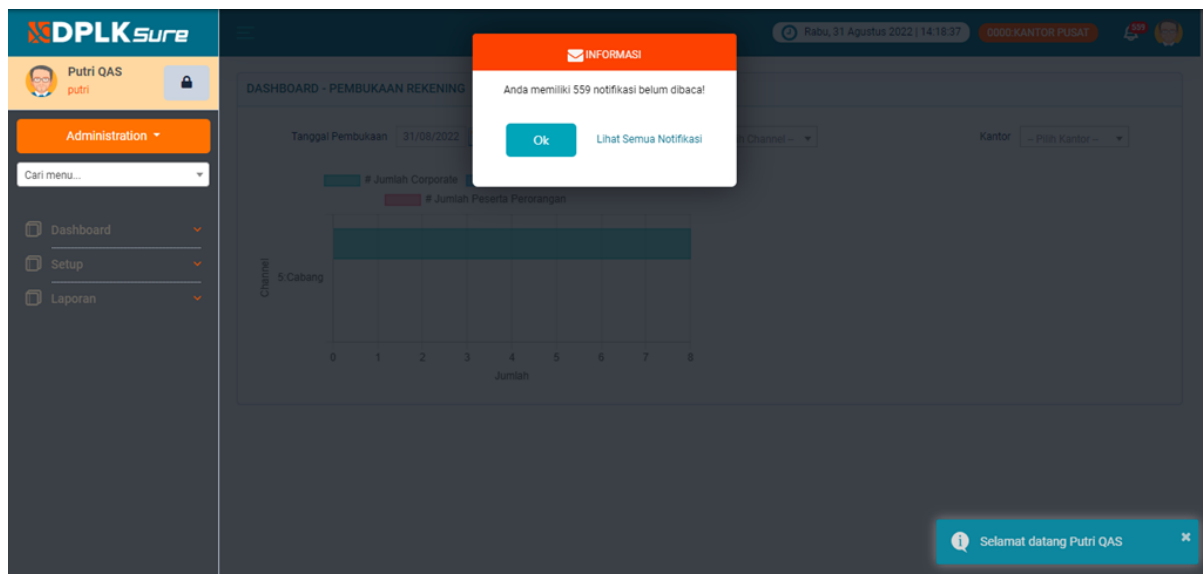 DPLKSure
Putri QAS
putri
Administration
Cari menu...
Dashboard
Setup
Laporan
Rabu, 31 Agustus 2022 | 14:18:37
0000:KANTOR PUSAT
559
INFORMASI
Anda memiliki 559 notifikasi belum dibaca!
Ok
Lihat Semua Notifikasi
DASHBOARD - PEMBUKAAN REKENING
Tanggal Pembukaan 31/08/2022
Channel --
Kantor -- Pilih Kantor --
# Jumlah Corporate
# Jumlah Peserta Perorangan
Channel
5:Cabang
0 1 2 3 4 5 6 7 8
Jumlah
Selamat datang Putri QAS ×